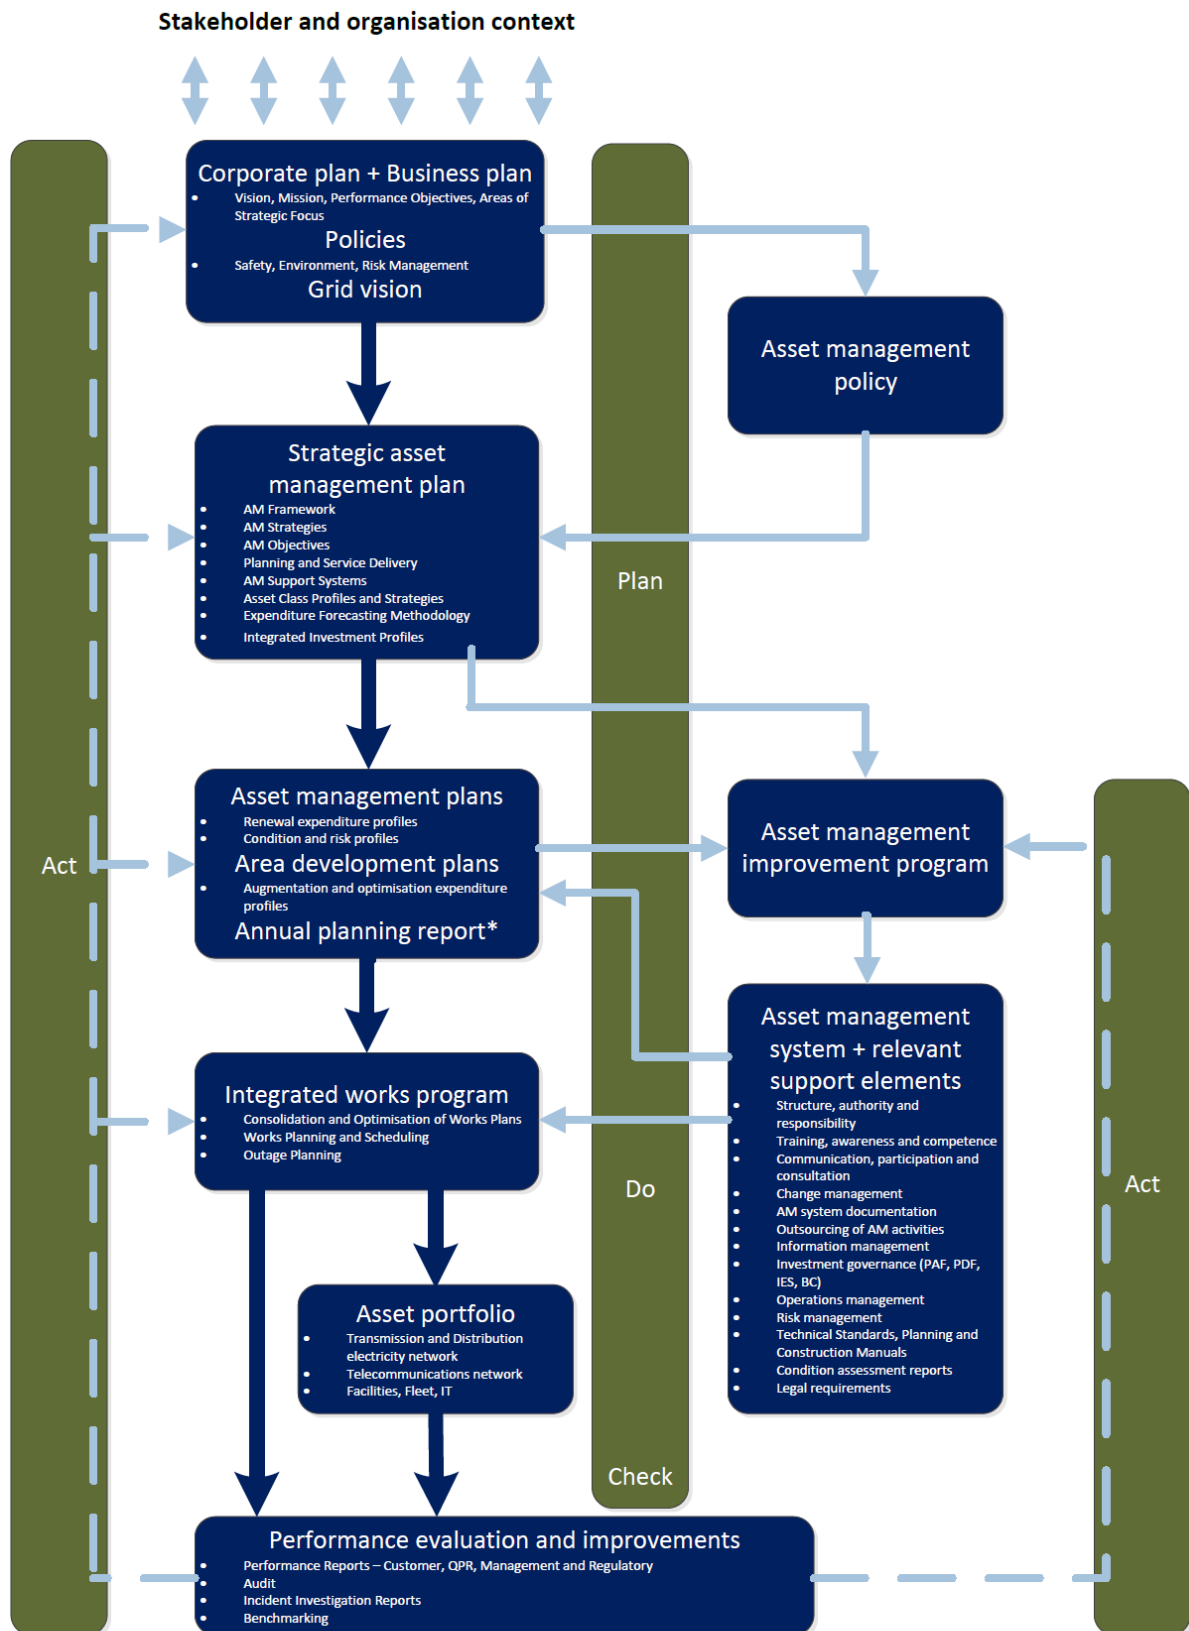 Stakeholder and organisation context
Corporate plan + Business plan
• Vision, Mission, Performance Objectives, Areas of
Strategic Focus
Policies
• Safety, Environment, Risk Management
Grid vision
Asset management
policy
Strategic asset
management plan
• AM Framework
• AM Strategies
• AM Objectives
• Planning and Service Delivery
• AM Support Systems
• Asset Class Profiles and Strategies
• Expenditure Forecasting Methodology
• Integrated Investment Profiles
Plan
Asset management plans
• Renewal expenditure profiles
• Condition and risk profiles
Area development plans
• Augmentation and optimisation expenditure
profiles
Annual planning report*
Asset management
improvement program
Act
Asset management
system + relevant
support elements
• Structure, authority and
responsibility
• Training, awareness and competence
• Communication, participation and
consultation
• Change management
• AM system documentation
• Outsourcing of AM activities
• Information management
• Investment governance (PAF, PDF,
IES, BC)
• Operations management
• Risk management
• Technical Standards, Planning and
Construction Manuals
• Condition assessment reports
• Legal requirements
Integrated works program
• Consolidation and Optimisation of Works Plans
• Works Planning and Scheduling
• Outage Planning
Do
Act
Asset portfolio
• Transmission and Distribution
electricity network
• Telecommunications network
• Facilities, Fleet, IT
Check
Performance evaluation and improvements
• Performance Reports – Customer, QPR, Management and Regulatory
• Audit
• Incident Investigation Reports
• Benchmarking